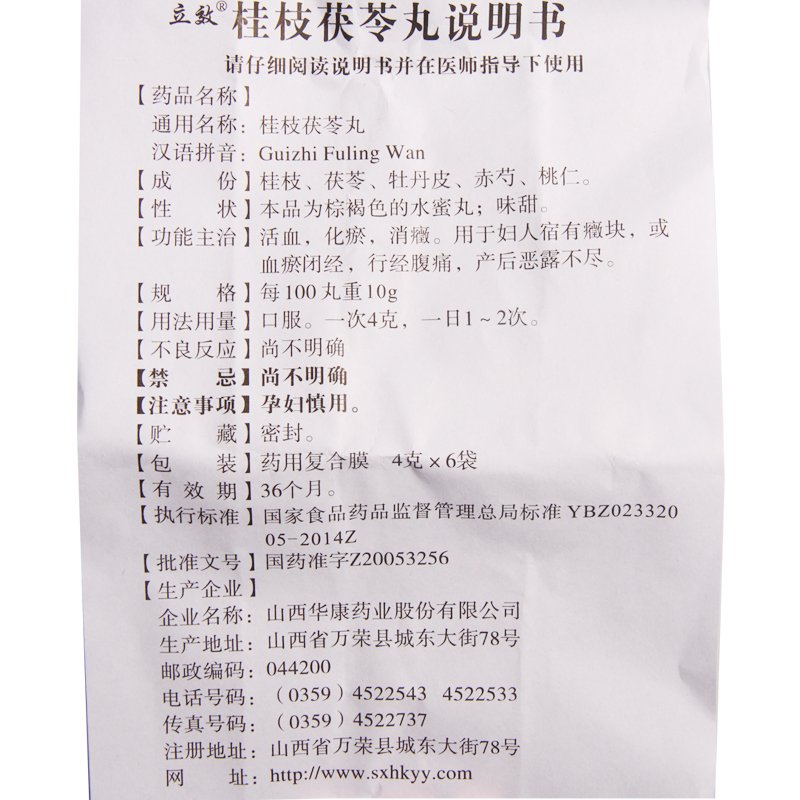 立效® 桂枝茯苓丸说明书
请仔细阅读说明书并在医师指导下使用
【药品名称】
通用名称：桂枝茯苓丸
汉语拼音：Guizhi Fuling Wan
【成 份】桂枝、茯苓、牡丹皮、赤芍、桃仁。
【性 状】本品为棕褐色的水蜜丸；味甜。
【功能主治】活血，化瘀，消癥。用于妇人宿有癥块，或
血瘀闭经，行经腹痛，产后恶露不尽。
【规 格】每100丸重10g
【用法用量】口服。一次4克，一日1～2次。
【不良反应】尚不明确
【禁 忌】尚不明确
【注意事项】孕妇慎用。
【贮 藏】密封。
【包 装】药用复合膜 4克×6袋
【有 效 期】36个月。
【执行标准】国家食品药品监督管理总局标准 YBZ023320
05-2014Z
【批准文号】国药准字Z20053256
【生产企业】
企业名称：山西华康药业股份有限公司
生产地址：山西省万荣县城东大街78号
邮政编码：044200
电话号码：（0359）4522543 4522533
传真号码：（0359）4522737
注册地址：山西省万荣县城东大街78号
网 址：http://www.sxhkyy.com